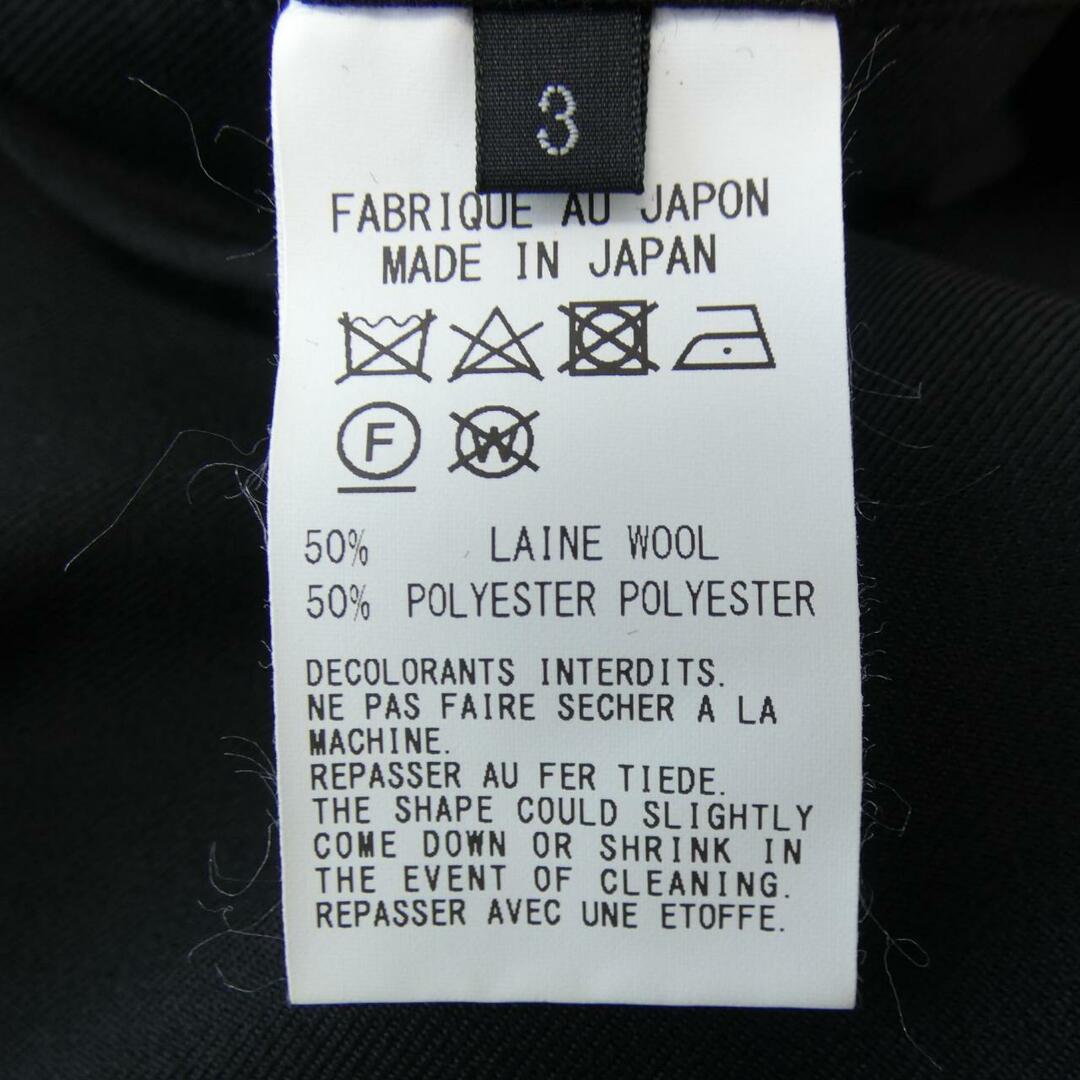 3
FABRIQUE AU JAPON
MADE IN JAPAN
F W
50% LAINE WOOL
50% POLYESTER POLYESTER
DECOLORANTS INTERDITS.
NE PAS FAIRE SECHER A LA
MACHINE.
REPASSER AU FER TIEDE.
THE SHAPE COULD SLIGHTLY
COME DOWN OR SHRINK IN
THE EVENT OF CLEANING.
REPASSER AVEC UNE ETOFFE.